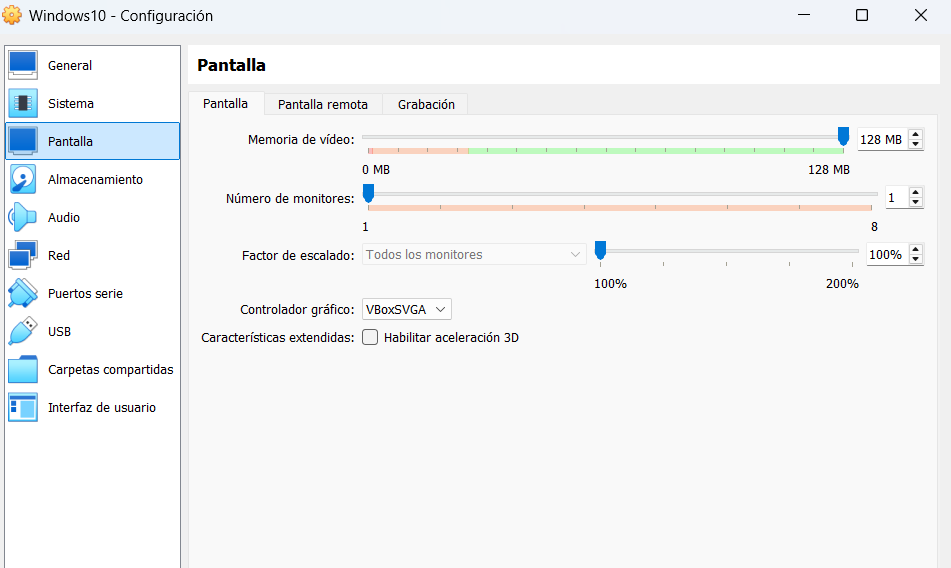 Windows10 - Configuración
General
Sistema
Pantalla
Almacenamiento
Audio
Red
Puertos serie
USB
Carpetas compartidas
Interfaz de usuario
Pantalla
Pantalla Pantalla remota Grabación
Memoria de vídeo: 128 MB
0 MB 128 MB
Número de monitores: 1
1 8
Factor de escalado: Todos los monitores 100%
100% 200%
Controlador gráfico: VBoxSVGA
Características extendidas: Habilitar aceleración 3D